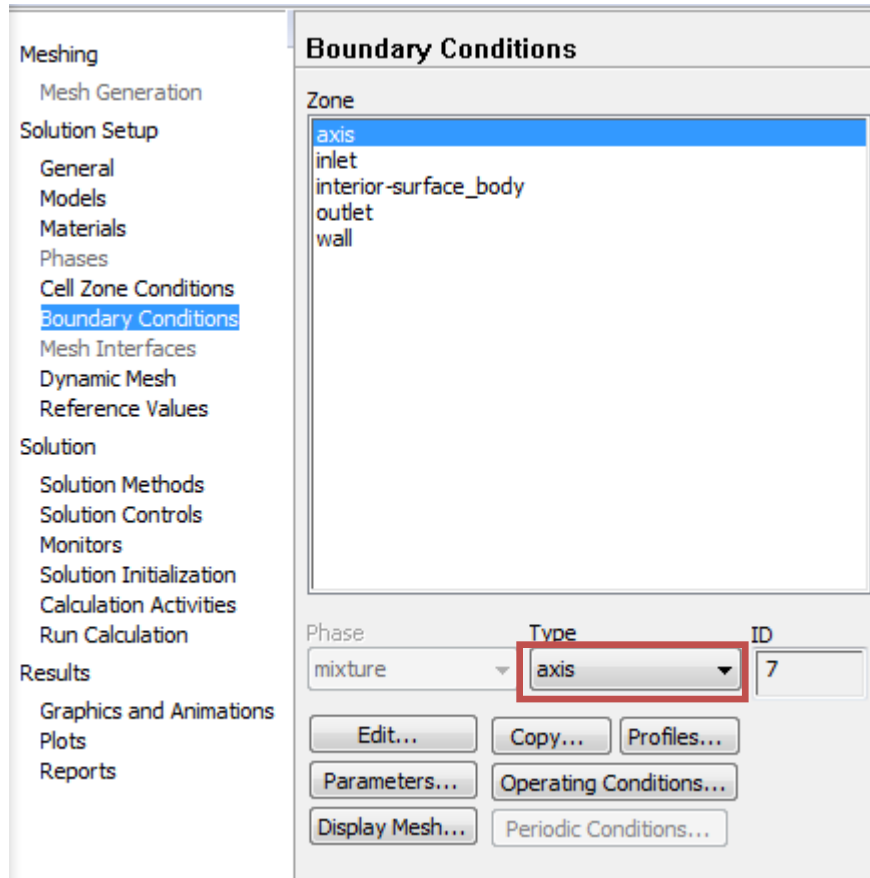 Meshing
Mesh Generation
Solution Setup
General
Models
Materials
Phases
Cell Zone Conditions
Boundary Conditions
Mesh Interfaces
Dynamic Mesh
Reference Values
Solution
Solution Methods
Solution Controls
Monitors
Solution Initialization
Calculation Activities
Run Calculation
Results
Graphics and Animations
Plots
Reports
Boundary Conditions
Zone
axis
inlet
interior-surface_body
outlet
wall
Phase Type ID
mixture axis 7
Edit... Copy... Profiles...
Parameters... Operating Conditions...
Display Mesh... Periodic Conditions...